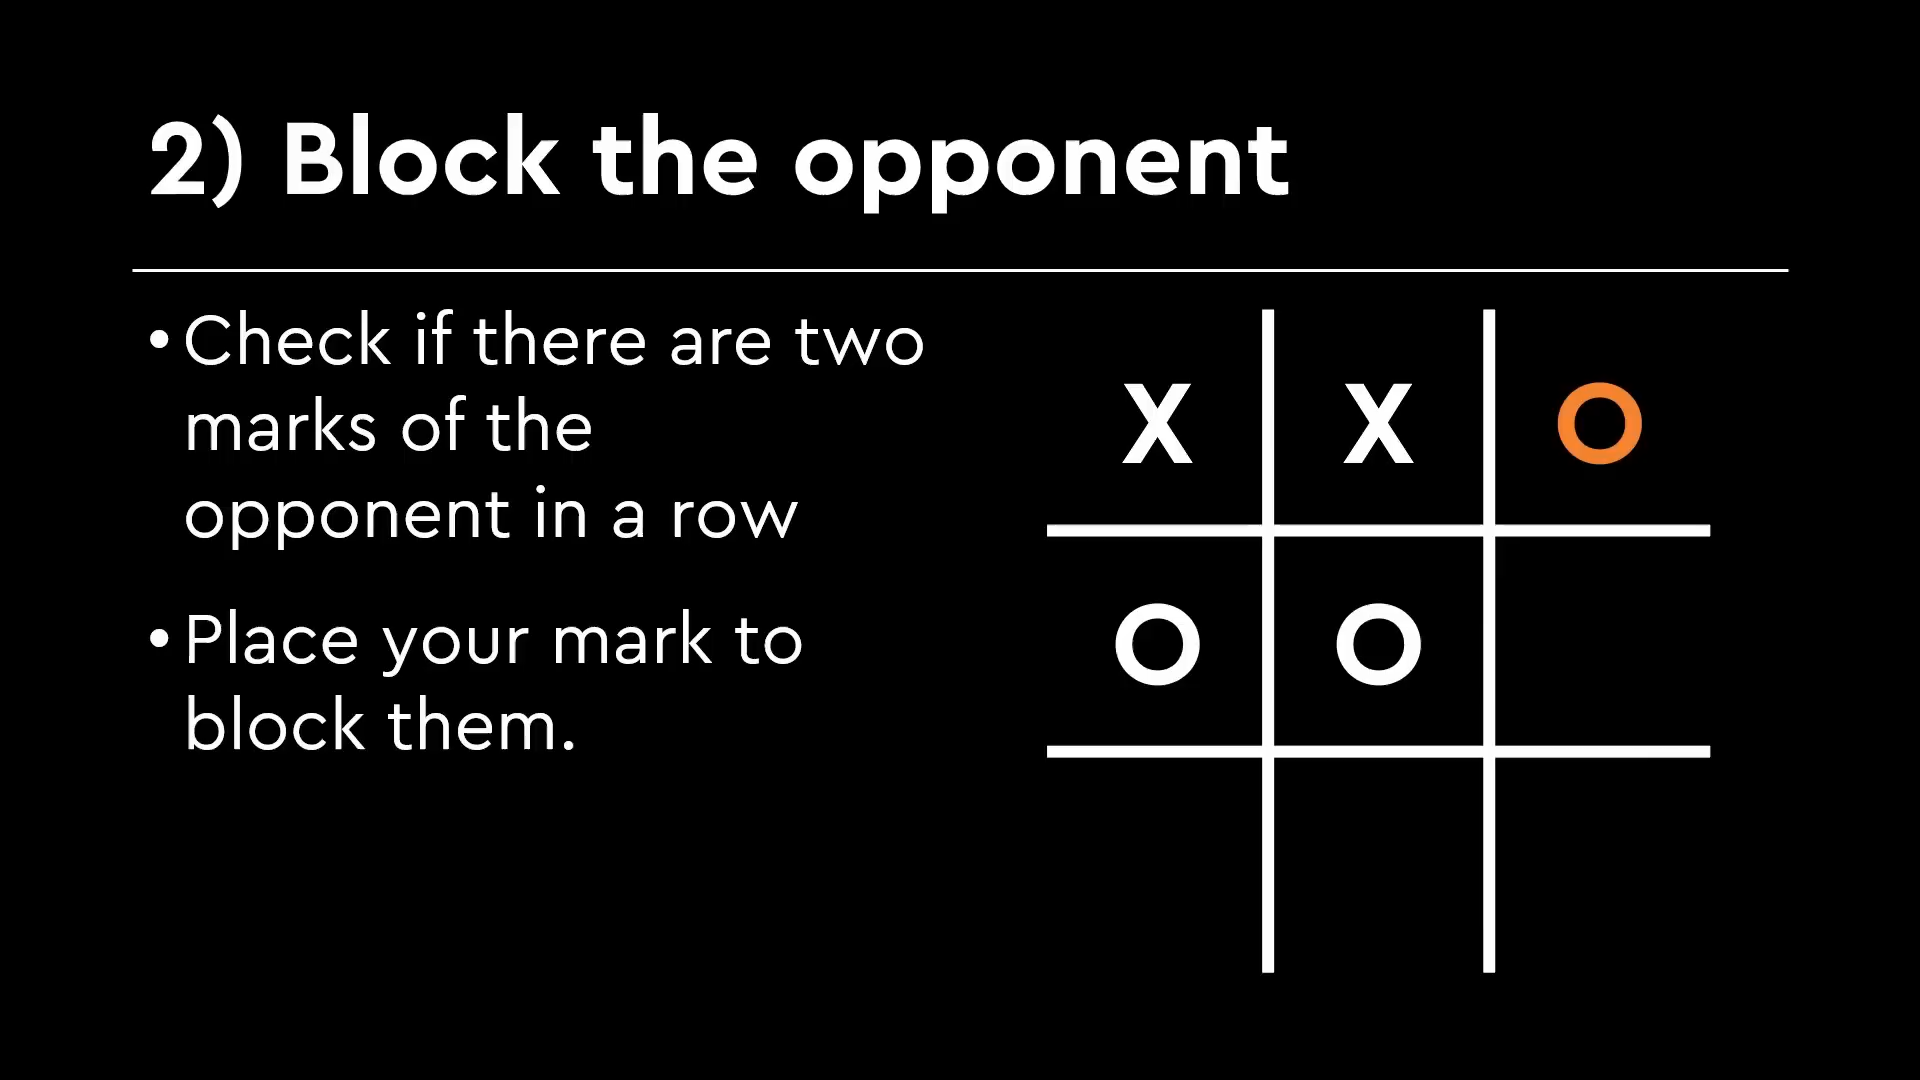 2) Block the opponent
• Check if there are two
marks of the
opponent in a row
• Place your mark to
block them.
X X O
O O